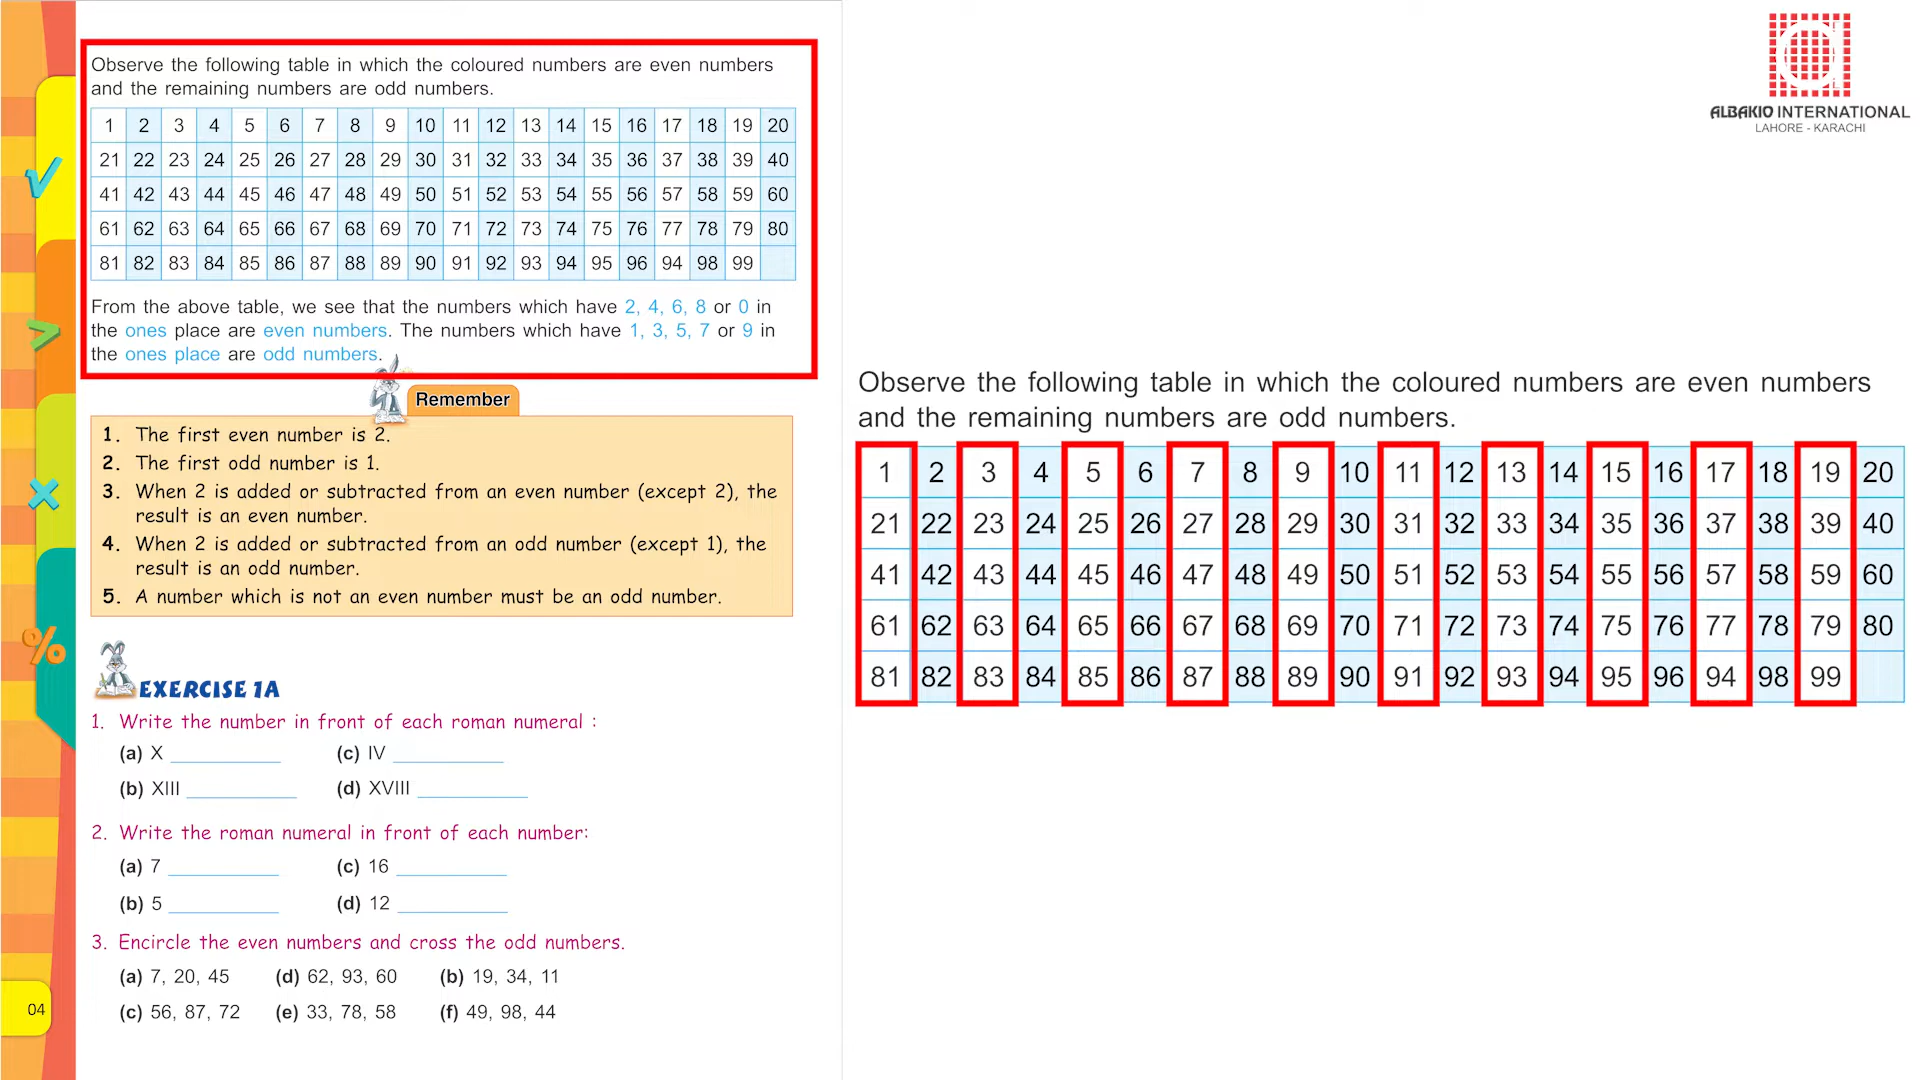 Observe the following table in which the coloured numbers are even numbers
and the remaining numbers are odd numbers.
1 2 3 4 5 6 7 8 9 10 11 12 13 14 15 16 17 18 19 20
21 22 23 24 25 26 27 28 29 30 31 32 33 34 35 36 37 38 39 40
41 42 43 44 45 46 47 48 49 50 51 52 53 54 55 56 57 58 59 60
61 62 63 64 65 66 67 68 69 70 71 72 73 74 75 76 77 78 79 80
81 82 83 84 85 86 87 88 89 90 91 92 93 94 95 96 94 98 99
From the above table, we see that the numbers which have 2, 4, 6, 8 or 0 in
the ones place are even numbers. The numbers which have 1, 3, 5, 7 or 9 in
the ones place are odd numbers.
Remember
1. The first even number is 2.
2. The first odd number is 1.
3. When 2 is added or subtracted from an even number (except 2), the
result is an even number.
4. When 2 is added or subtracted from an odd number (except 1), the
result is an odd number.
5. A number which is not an even number must be an odd number.
EXERCISE 1A
1. Write the number in front of each roman numeral :
(a) X (c) IV
(b) XIII (d) XVIII
2. Write the roman numeral in front of each number:
(a) 7 (c) 16
(b) 5 (d) 12
3. Encircle the even numbers and cross the odd numbers.
(a) 7, 20, 45 (d) 62, 93, 60 (b) 19, 34, 11
(c) 56, 87, 72 (e) 33, 78, 58 (f) 49, 98, 44
04
√
>
×
%
ALBAKIO INTERNATIONAL
LAHORE - KARACHI
Observe the following table in which the coloured numbers are even numbers
and the remaining numbers are odd numbers.
1 2 3 4 5 6 7 8 9 10 11 12 13 14 15 16 17 18 19 20
21 22 23 24 25 26 27 28 29 30 31 32 33 34 35 36 37 38 39 40
41 42 43 44 45 46 47 48 49 50 51 52 53 54 55 56 57 58 59 60
61 62 63 64 65 66 67 68 69 70 71 72 73 74 75 76 77 78 79 80
81 82 83 84 85 86 87 88 89 90 91 92 93 94 95 96 94 98 99